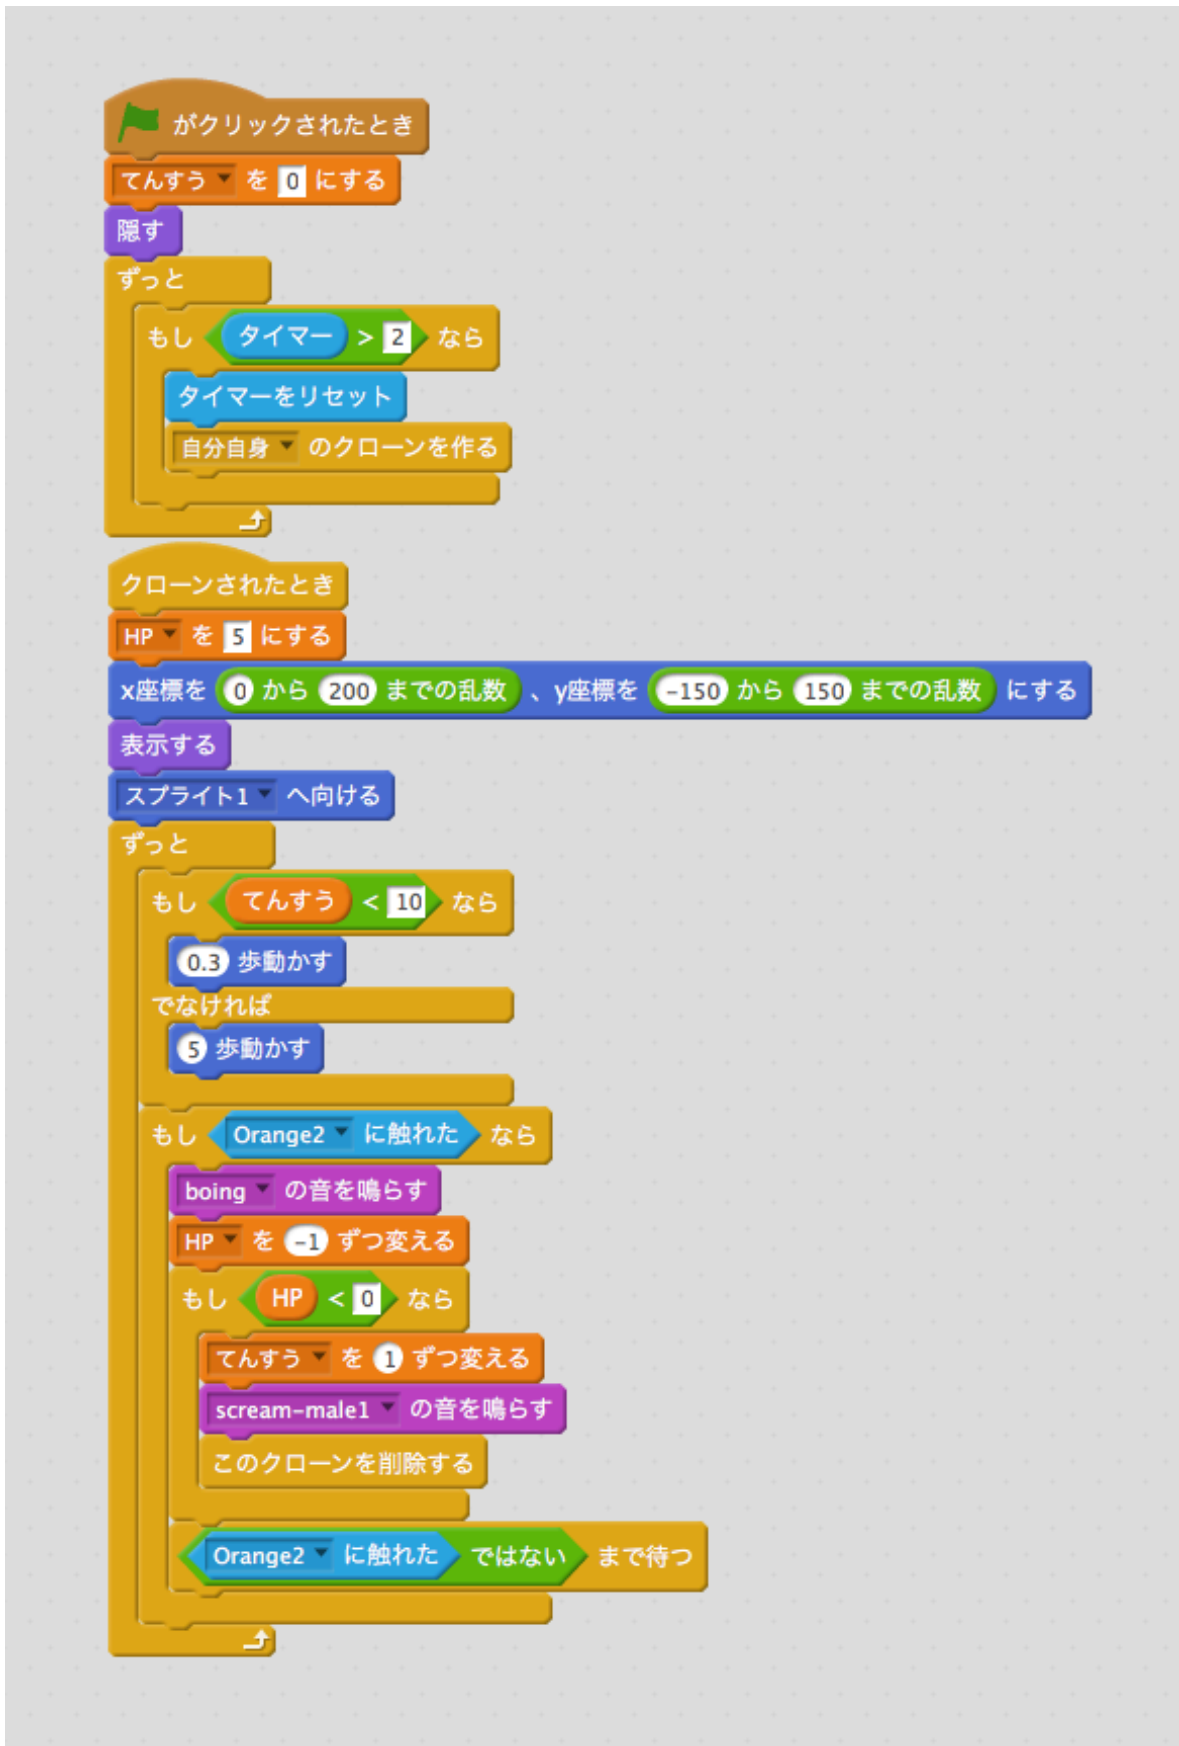 がクリックされたとき
てんすう を 0 にする
隠す
ずっと
もし タイマー > 2 なら
タイマーをリセット
自分自身 のクローンを作る
クローンされたとき
HP を 5 にする
x座標を 0 から 200 までの乱数 、y座標を -150 から 150 までの乱数 にする
表示する
スプライト1 へ向ける
ずっと
もし てんすう < 10 なら
0.3 歩動かす
でなければ
5 歩動かす
もし Orange2 に触れた なら
boing の音を鳴らす
HP を -1 ずつ変える
もし HP < 0 なら
てんすう を 1 ずつ変える
scream-male1 の音を鳴らす
このクローンを削除する
Orange2 に触れた ではない まで待つ